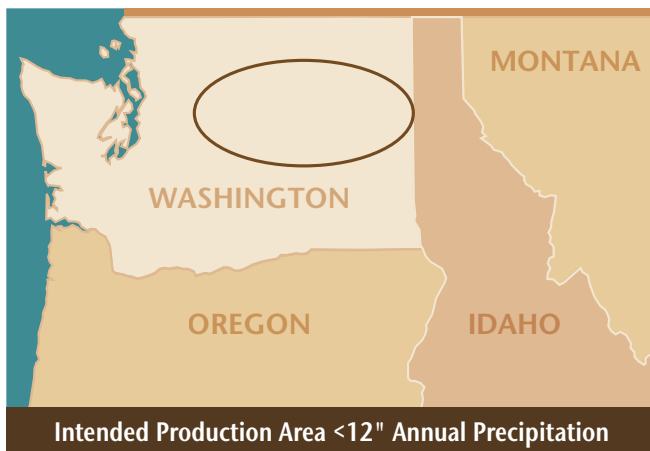 MONTANA
WASHINGTON
OREGON
IDAHO
Intended Production Area <12" Annual Precipitation